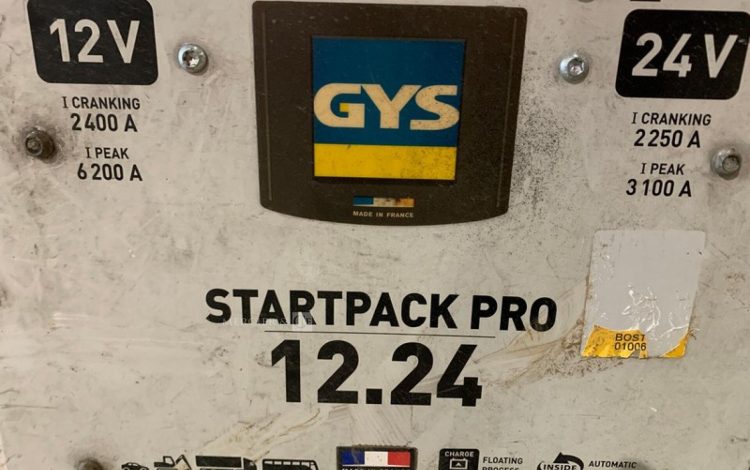 12V
I CRANKING
2400 A
I PEAK
6200 A
GYS
MADE IN FRANCE
24V
I CRANKING
2250 A
I PEAK
3100 A
STARTPACK PRO
12.24
BOST
01006
CHARGE
FLOATING
PROCESS
INSIDE
AUTOMATIC